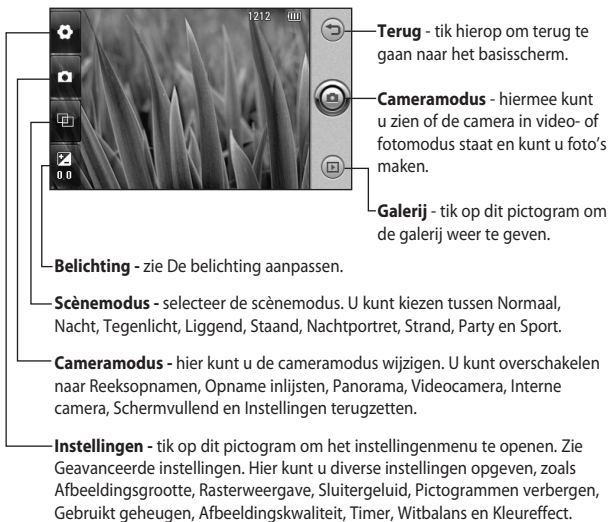 1212
0.0
Terug - tik hierop om terug te
gaan naar het basisscherm.
Cameramodus - hiermee kunt
u zien of de camera in video- of
fotomodus staat en kunt u foto's
maken.
Galerij - tik op dit pictogram om
de galerij weer te geven.
Belichting - zie De belichting aanpassen.
Scènemodus - selecteer de scènemodus. U kunt kiezen tussen Normaal,
Nacht, Tegenlicht, Liggend, Staand, Nachtportret, Strand, Party en Sport.
Cameramodus - hier kunt u de cameramodus wijzigen. U kunt overschakelen
naar Reeksopnamen, Opname inlijsten, Panorama, Videocamera, Interne
camera, Schermvullend en Instellingen terugzetten.
Instellingen - tik op dit pictogram om het instellingenmenu te openen. Zie
Geavanceerde instellingen. Hier kunt u diverse instellingen opgeven, zoals
Afbeeldingsgrootte, Rasterweergave, Sluitergeluid, Pictogrammen verbergen,
Gebruikt geheugen, Afbeeldingskwaliteit, Timer, Witbalans en Kleureffect.